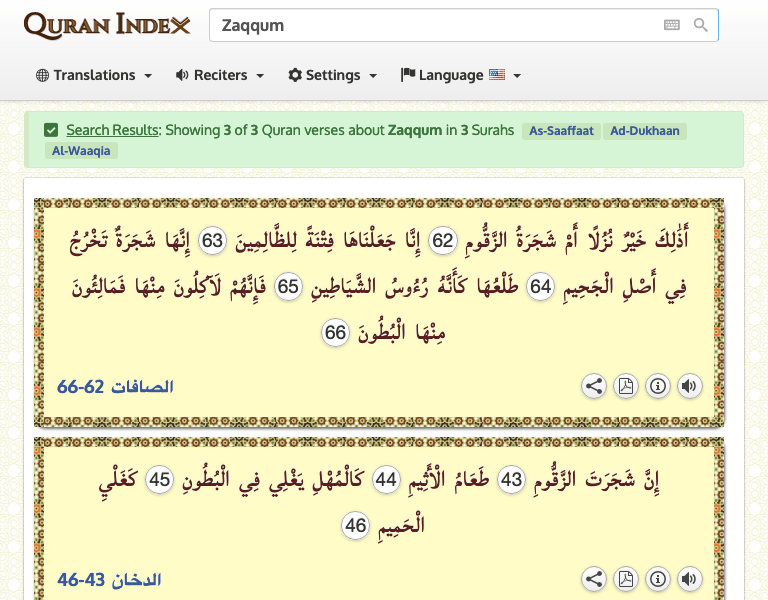 QURAN INDEX
Zaqqum
Translations Reciters Settings Language
Search Results: Showing 3 of 3 Quran verses about Zaqqum in 3 Surahs As-Saaffaat Ad-Dukhaan
Al-Waaqia
أَذَٰلِكَ خَيْرٌ نُزُلًا أَمْ شَجَرَةُ الزَّقُّومِ 62 إِنَّا جَعَلْنَاهَا فِتْنَةً لِلظَّالِمِينَ 63 إِنَّهَا شَجَرَةٌ تَخْرُجُ
فِي أَصْلِ الْجَحِيمِ 64 طَلْعُهَا كَأَنَّهُ رُءُوسُ الشَّيَاطِينِ 65 فَإِنَّهُمْ لَآكِلُونَ مِنْهَا فَمَالِئُونَ
مِنْهَا الْبُطُونَ 66
الصافات 62-66
إِنَّ شَجَرَتَ الزَّقُّومِ 43 طَعَامُ الْأَثِيمِ 44 كَالْمُهْلِ يَغْلِي فِي الْبُطُونِ 45 كَغَلْيِ
الْحَمِيمِ 46
الدخان 43-46